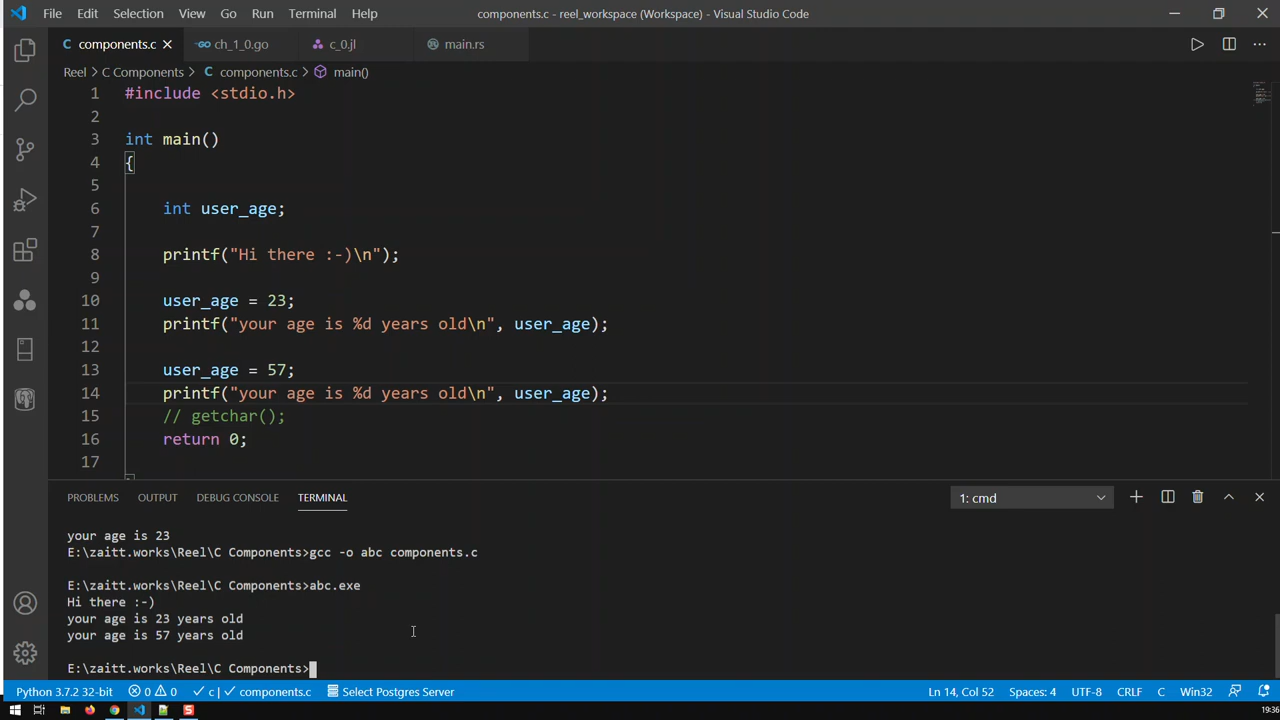 File Edit Selection View Go Run Terminal Help components.c - reel_workspace (Workspace) - Visual Studio Code
components.c ch_1_0.go c_0.jl main.rs
Reel > C Components > C components.c > main()
1 #include <stdio.h>
2
3 int main()
4 {
5
6 int user_age;
7
8 printf("Hi there :-)\n");
9
10 user_age = 23;
11 printf("your age is %d years old\n", user_age);
12
13 user_age = 57;
14 printf("your age is %d years old\n", user_age);
15 // getchar();
16 return 0;
17
PROBLEMS OUTPUT DEBUG CONSOLE TERMINAL 1: cmd
your age is 23
E:\zaitt.works\Reel\C Components>gcc -o abc components.c
E:\zaitt.works\Reel\C Components>abc.exe
Hi there :-)
your age is 23 years old
your age is 57 years old
E:\zaitt.works\Reel\C Components>
Python 3.7.2 32-bit 0 0 c | components.c Select Postgres Server Ln 14, Col 52 Spaces: 4 UTF-8 CRLF C Win32
19:36